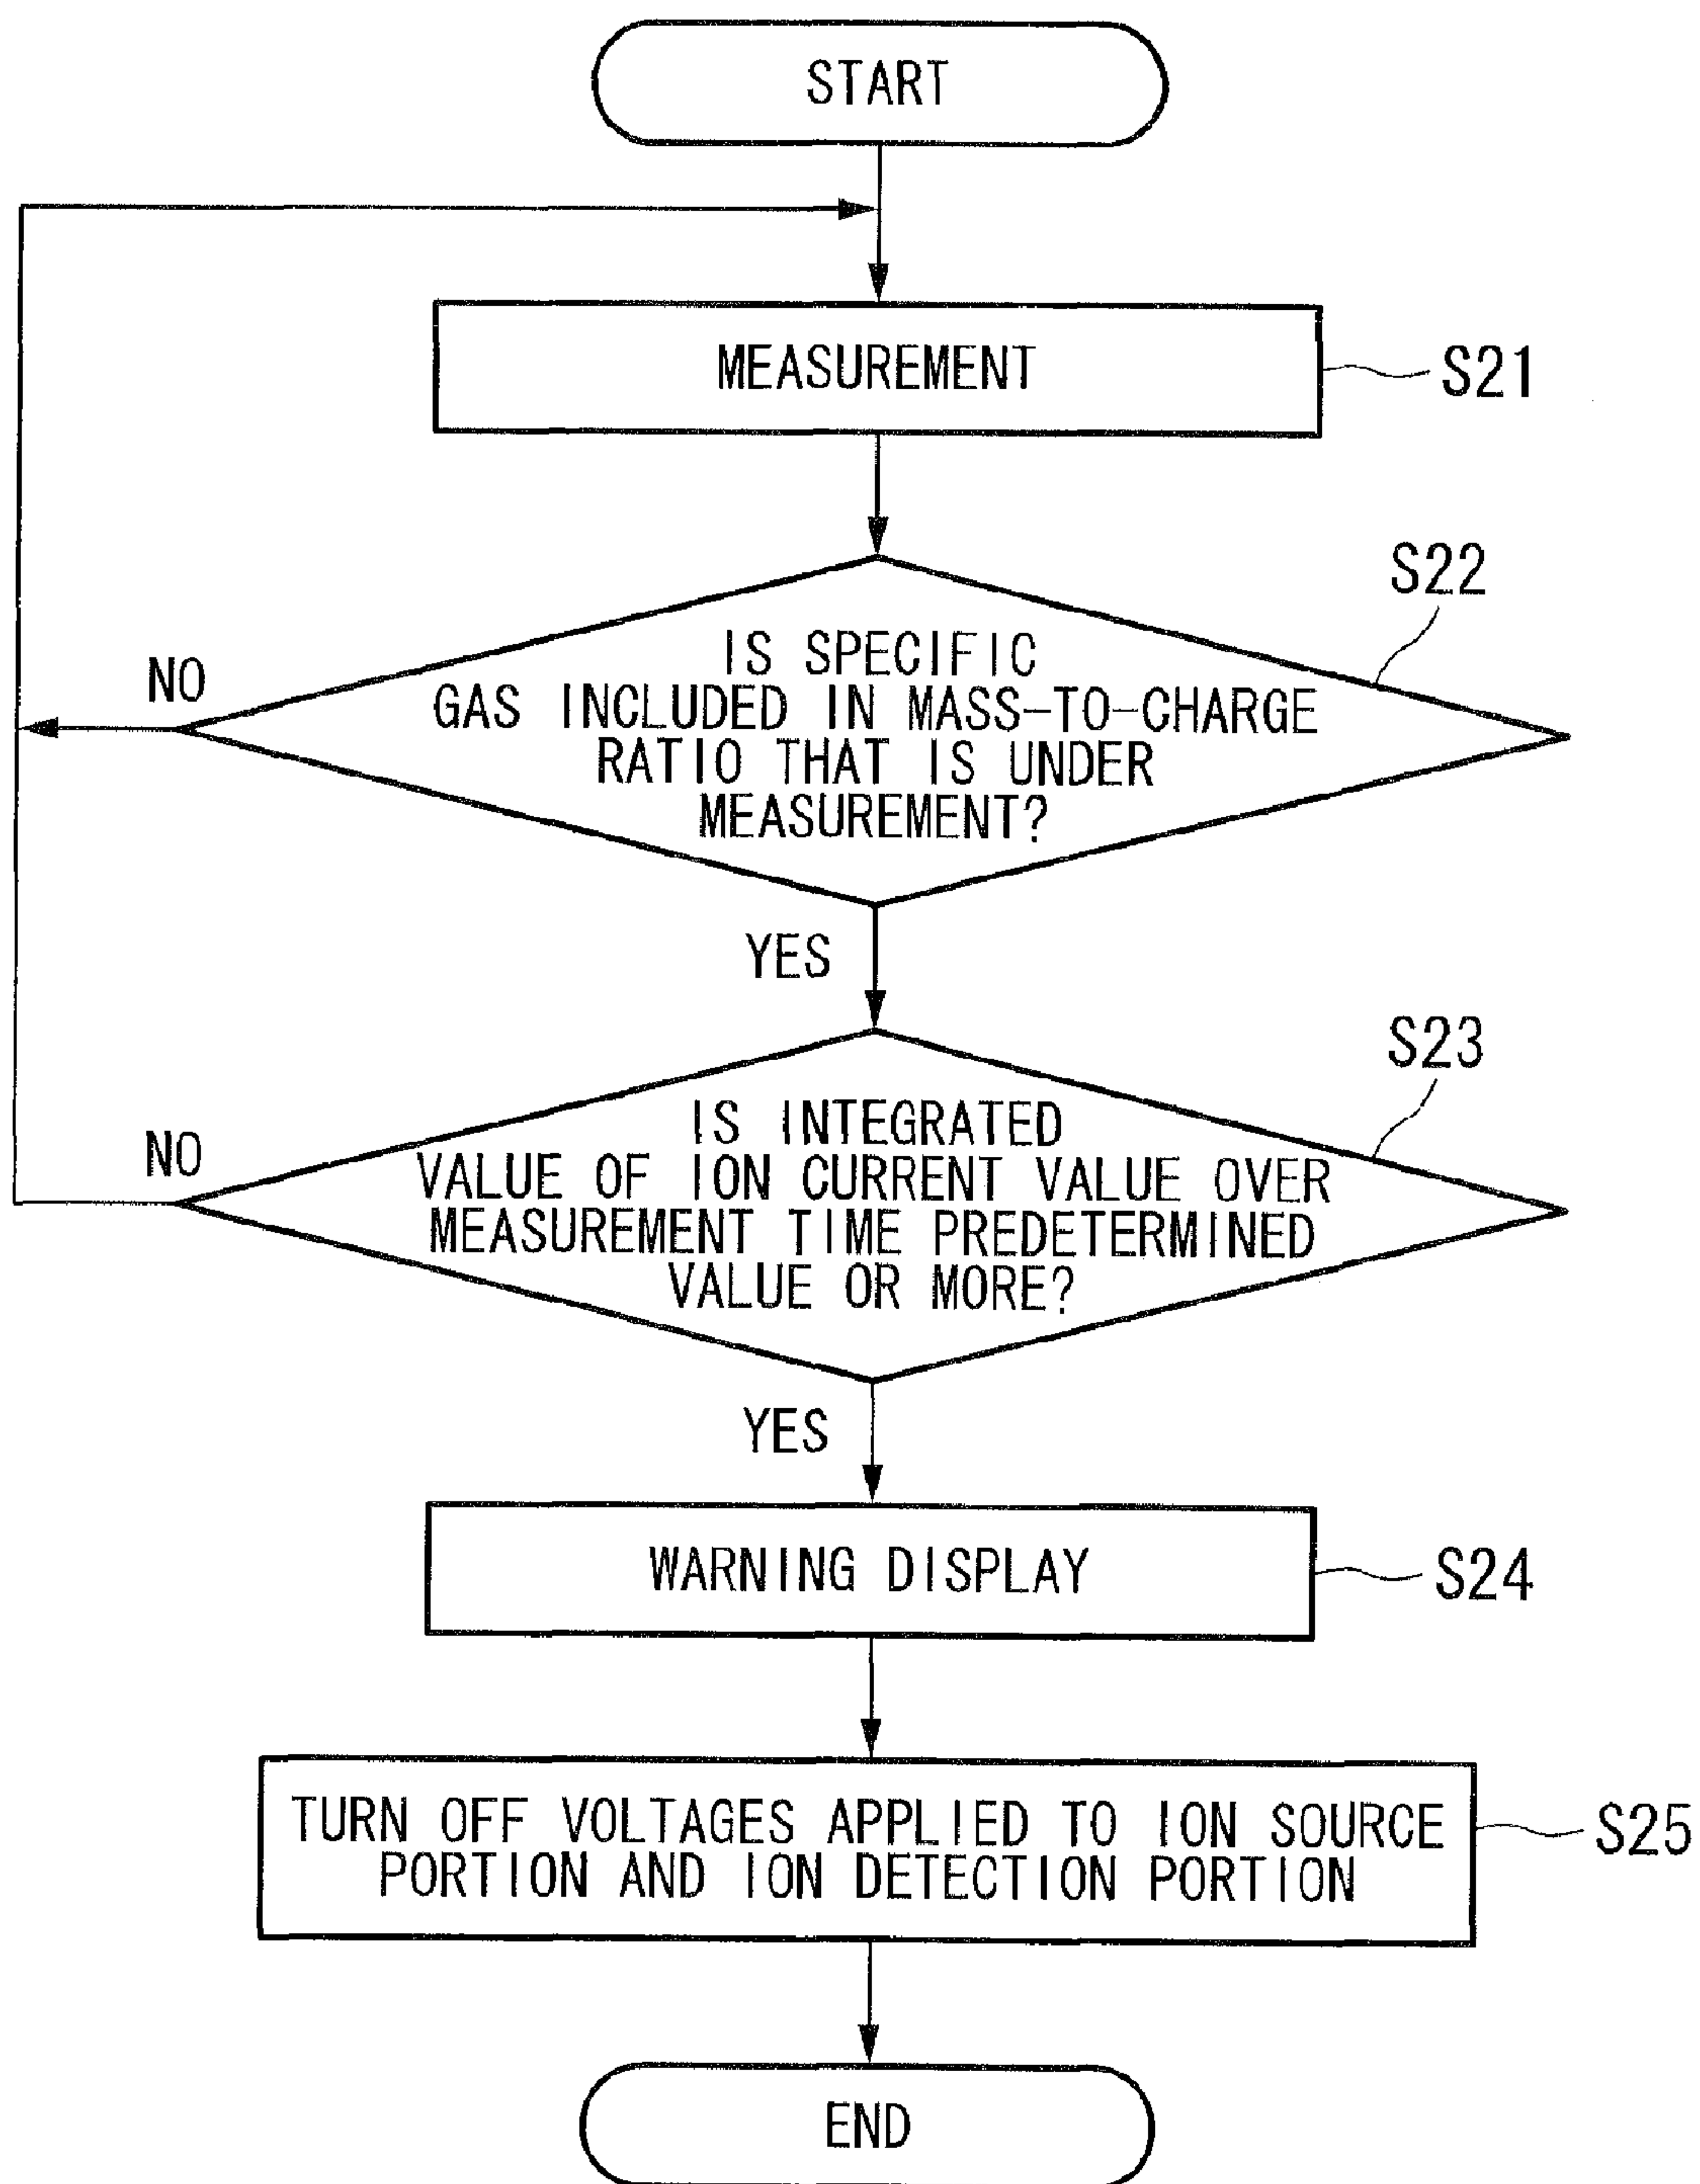 START
MEASUREMENT
S21
S22
IS SPECIFIC
GAS INCLUDED IN MASS-TO-CHARGE
RATIO THAT IS UNDER
MEASUREMENT?
NO
YES
S23
IS INTEGRATED
VALUE OF ION CURRENT VALUE OVER
MEASUREMENT TIME PREDETERMINED
VALUE OR MORE?
NO
YES
WARNING DISPLAY
S24
TURN OFF VOLTAGES APPLIED TO ION SOURCE
PORTION AND ION DETECTION PORTION
S25
END